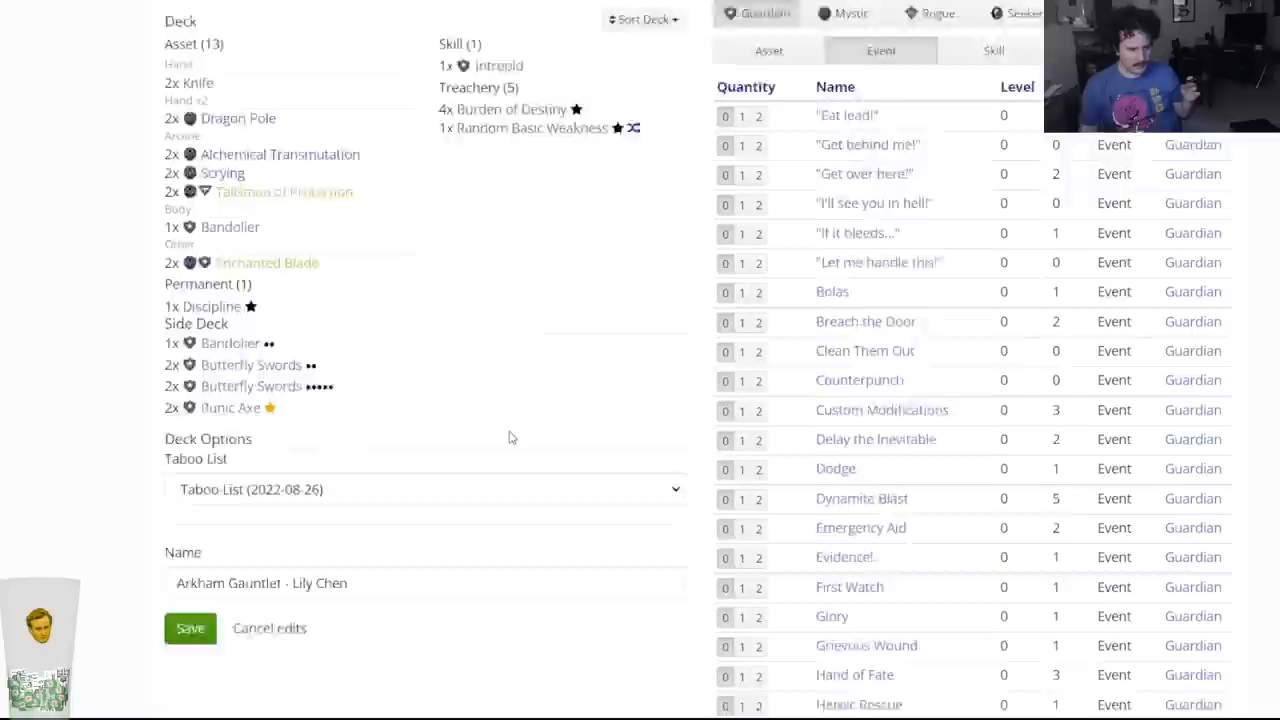 Deck
Sort Deck
Asset (13)
Hand
2x Knife
Hand x2
2x Dragon Pole
Arcane
2x Alchemical Transmutation
2x Scrying
2x Talisman of Protection
Body
1x Bandolier
Other
2x Enchanted Blade
Permanent (1)
1x Discipline
Side Deck
1x Bandolier
2x Butterfly Swords
2x Butterfly Swords
2x Runic Axe
Skill (1)
1x Intrepid
Treachery (5)
4x Burden of Destiny
1x Random Basic Weakness
Deck Options
Taboo List
Taboo List (2022-08-26)
Name
Arkham Gauntlet - Lily Chen
Save Cancel edits
Guardian Mystic Rogue Seeker
Asset Event Skill
Quantity Name Level
0 1 2 "Eat lead!" 0
0 1 2 "Get behind me!" 0 0 Event Guardian
0 1 2 "Get over here!" 0 2 Event Guardian
0 1 2 "I'll see you in hell!" 0 0 Event Guardian
0 1 2 "If it bleeds..." 0 1 Event Guardian
0 1 2 "Let me handle this!" 0 0 Event Guardian
0 1 2 Bolas 0 1 Event Guardian
0 1 2 Breach the Door 0 2 Event Guardian
0 1 2 Clean Them Out 0 0 Event Guardian
0 1 2 Counterpunch 0 0 Event Guardian
0 1 2 Custom Modifications 0 3 Event Guardian
0 1 2 Delay the Inevitable 0 2 Event Guardian
0 1 2 Dodge 0 1 Event Guardian
0 1 2 Dynamite Blast 0 5 Event Guardian
0 1 2 Emergency Aid 0 2 Event Guardian
0 1 2 Evidence! 0 1 Event Guardian
0 1 2 First Watch 0 1 Event Guardian
0 1 2 Glory 0 1 Event Guardian
0 1 2 Grievous Wound 0 1 Event Guardian
0 1 2 Hand of Fate 0 3 Event Guardian
0 1 2 Heroic Rescue 0 1 Event Guardian